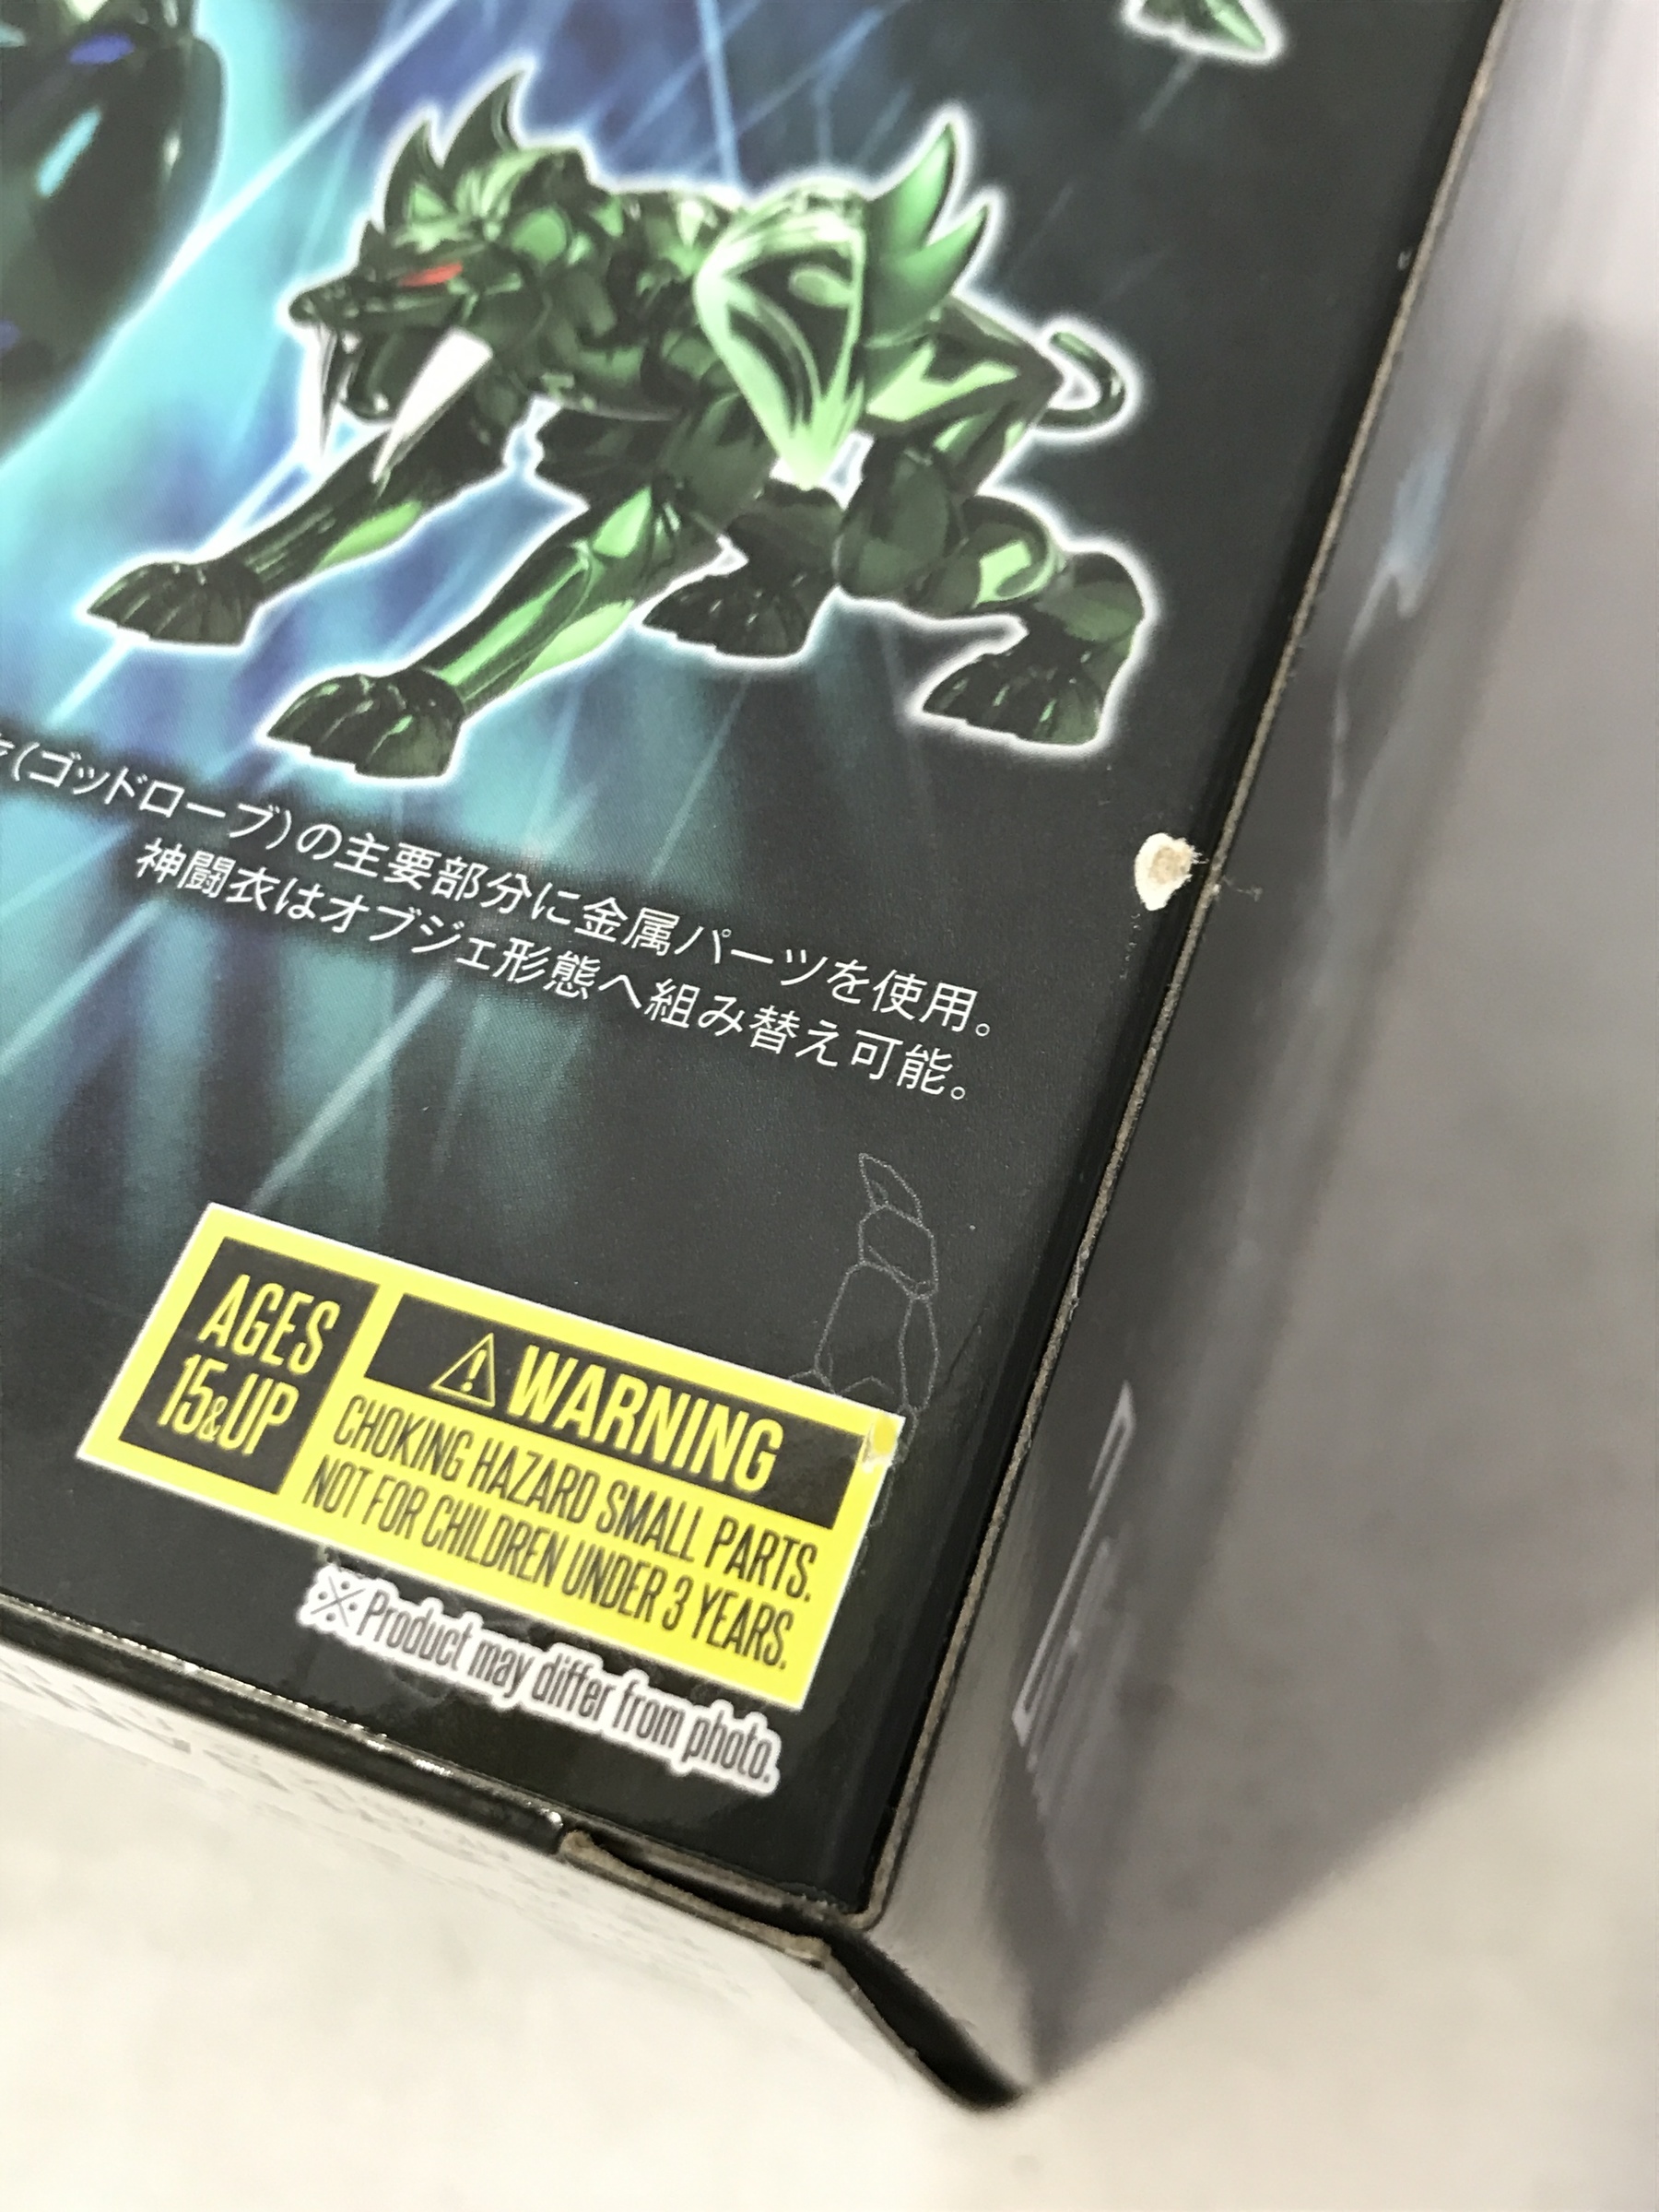 (ゴッドローブ)の主要部分に金属パーツを使用。
神闘衣はオブジェ形態へ組み替え可能。
AGES
15&UP
WARNING
CHOKING HAZARD SMALL PARTS.
NOT FOR CHILDREN UNDER 3 YEARS.
※Product may differ from photo.